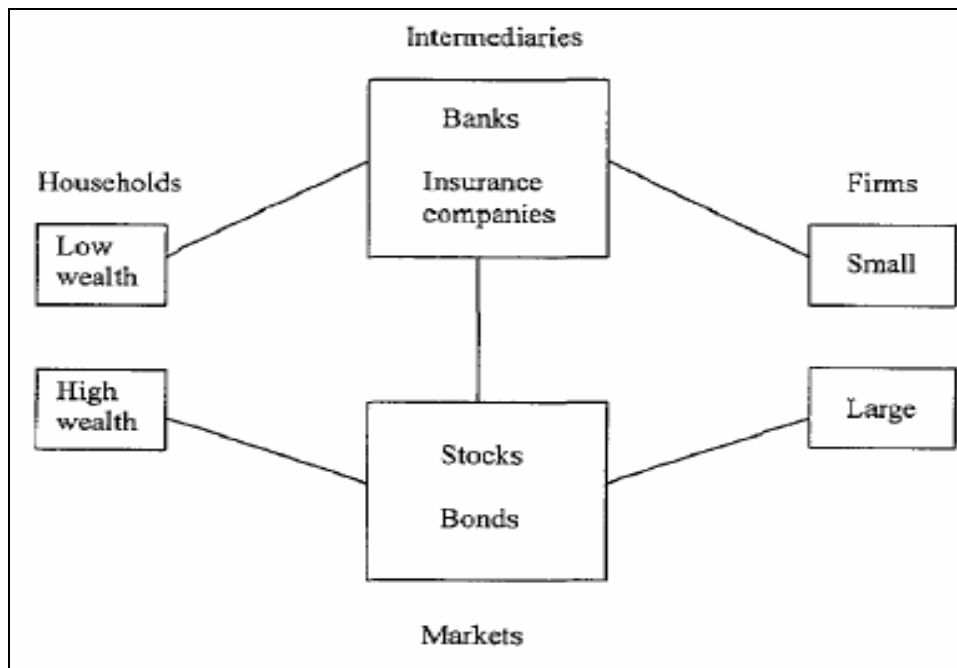 Intermediaries
Banks
Insurance
companies
Households
Low
wealth
High
wealth
Firms
Small
Large
Stocks
Bonds
Markets